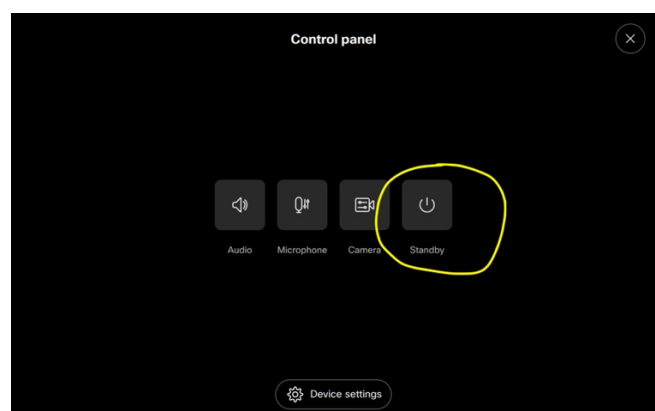 Control panel
Audio
Microphone
Camera
Standby
Device settings